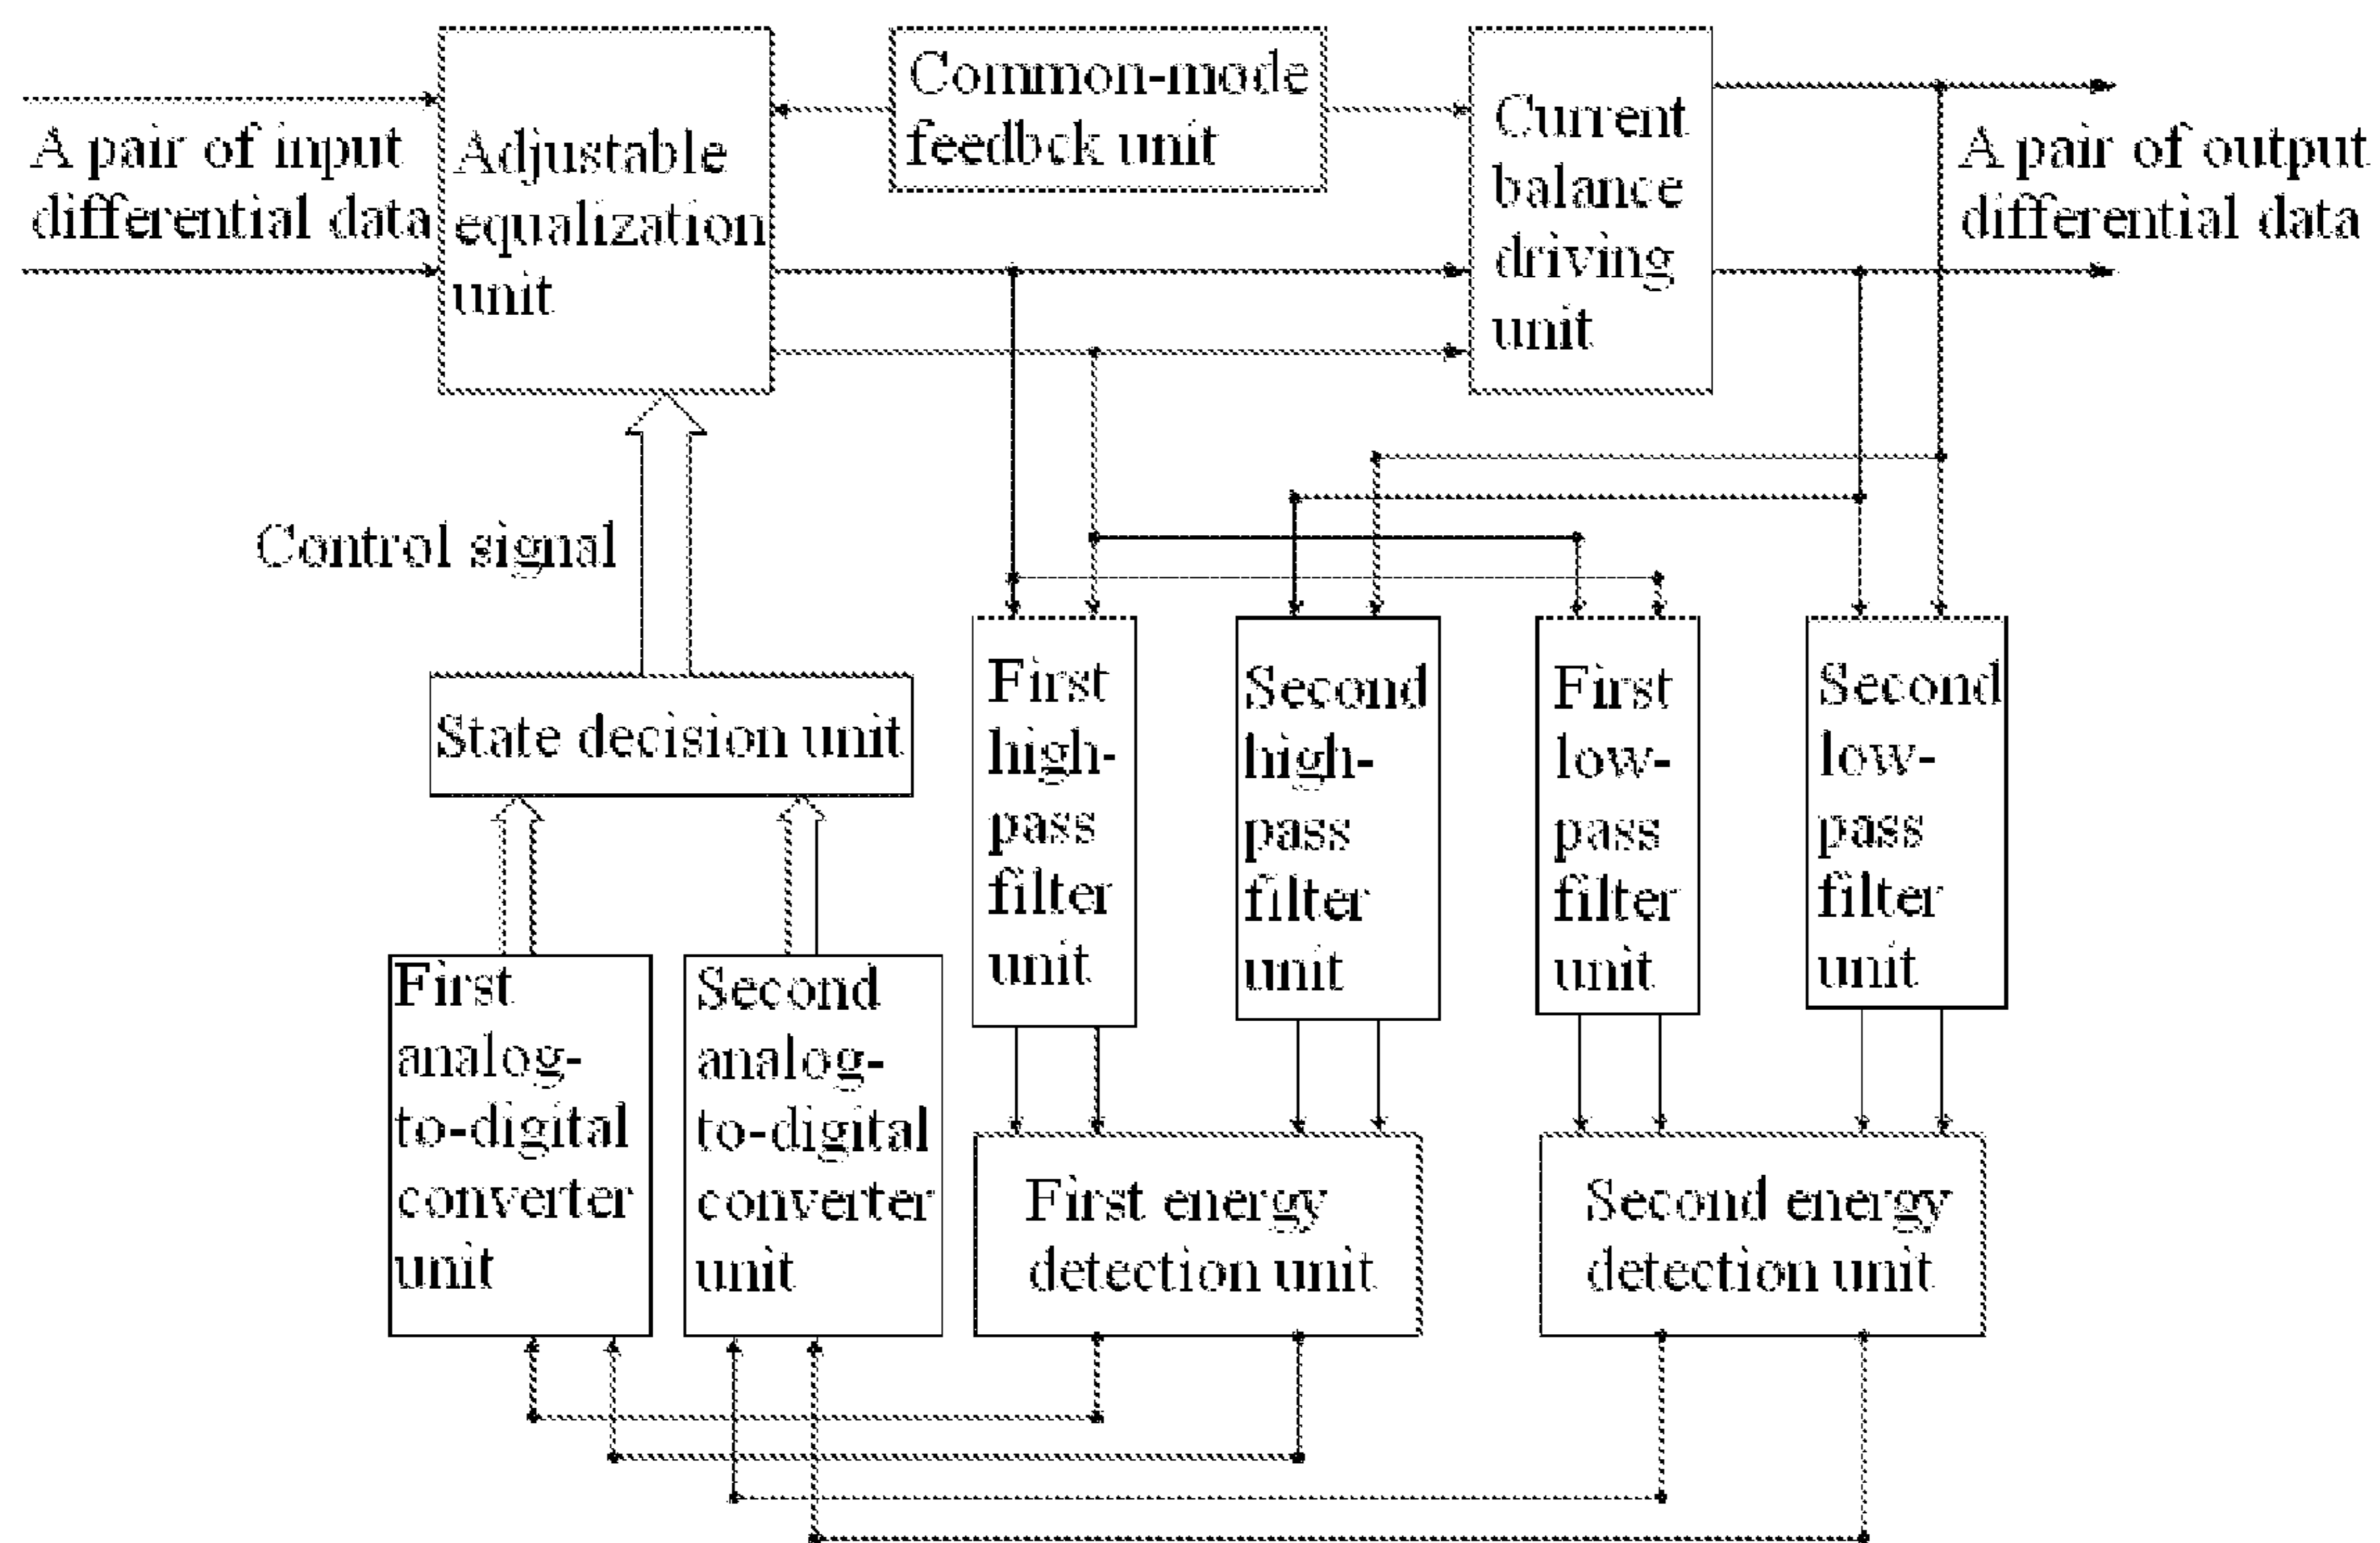 A pair of input
differential data
Adjustable
equalization
unit
Common-mode
feedbck unit
Current
balance
driving
unit
A pair of output
differential data
Control signal
State decision unit
First
high-
pass
filter
unit
Second
high-
pass
filter
unit
First
low-
pass
filter
unit
Second
low-
pass
filter
unit
First
analog-
to-digital
converter
unit
Second
analog-
to-digital
converter
unit
First energy
detection unit
Second energy
detection unit